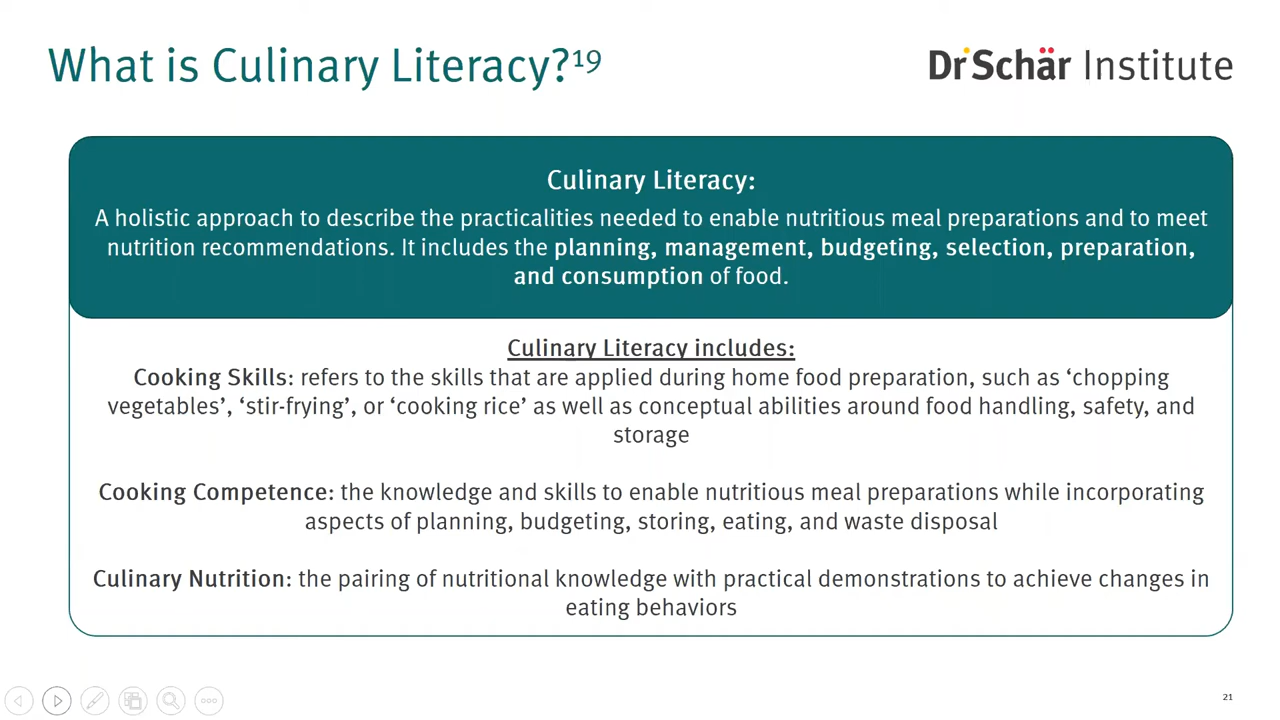 What is Culinary Literacy?¹⁹
DrSchär Institute
Culinary Literacy:
A holistic approach to describe the practicalities needed to enable nutritious meal preparations and to meet
nutrition recommendations. It includes the planning, management, budgeting, selection, preparation,
and consumption of food.
Culinary Literacy includes:
Cooking Skills: refers to the skills that are applied during home food preparation, such as ‘chopping
vegetables’, ‘stir-frying’, or ‘cooking rice’ as well as conceptual abilities around food handling, safety, and
storage
Cooking Competence: the knowledge and skills to enable nutritious meal preparations while incorporating
aspects of planning, budgeting, storing, eating, and waste disposal
Culinary Nutrition: the pairing of nutritional knowledge with practical demonstrations to achieve changes in
eating behaviors
21